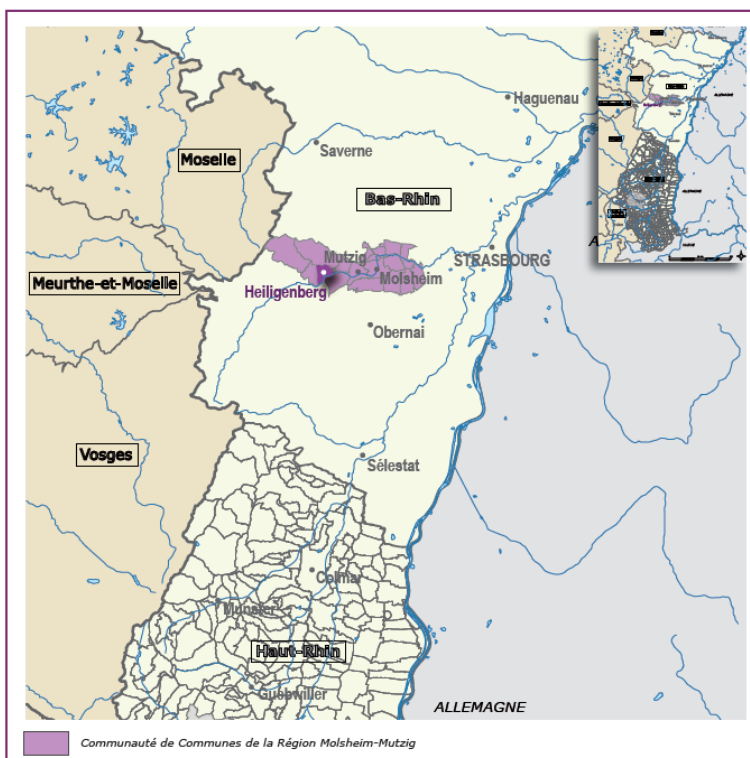 Haguenau
Saverne
Moselle
Bas-Rhin
STRASBOURG
Mutzig
Molsheim
Meurthe-et-Moselle
Heiligenberg
Obernai
Vosges
Sélestat
Colmar
Munster
Haut-Rhin
Guebwiller
ALLEMAGNE
ALLEMAGNE
Communauté de Communes de la Région Molsheim-Mutzig